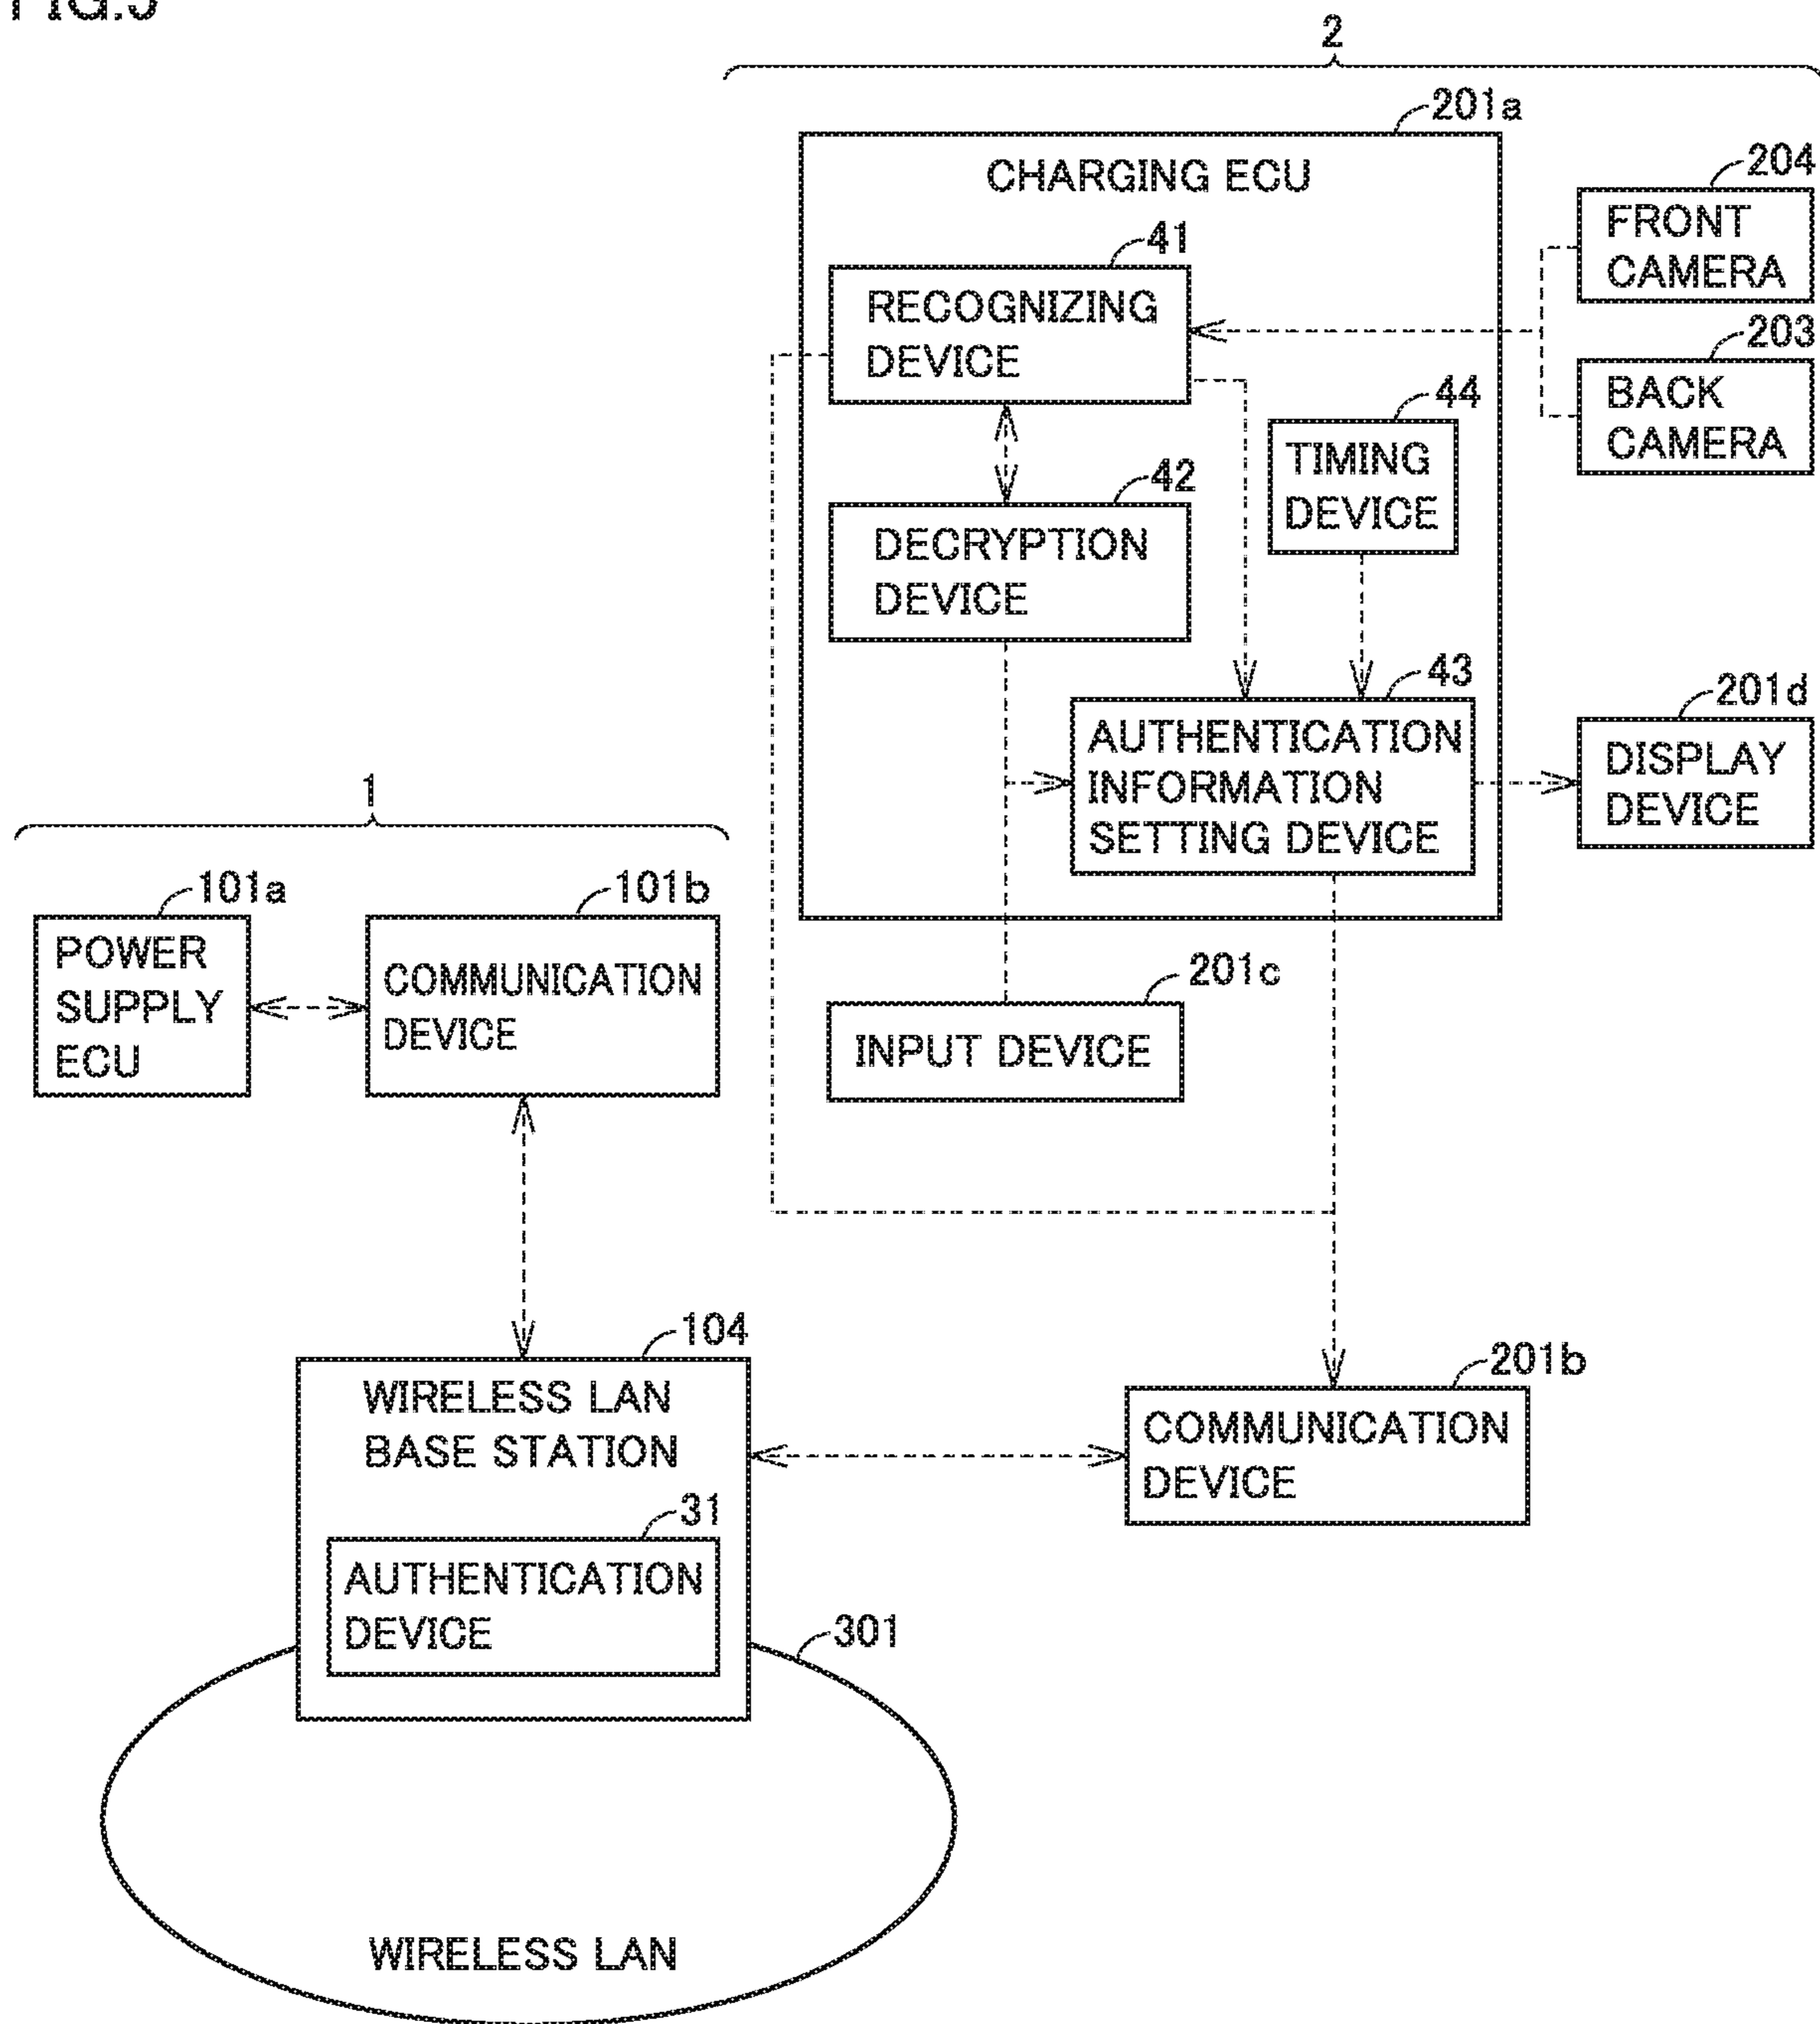 2
201a
CHARGING ECU
204
FRONT
CAMERA
41
RECOGNIZING
DEVICE
203
BACK
CAMERA
44
TIMING
DEVICE
42
DECRYPTION
DEVICE
43
AUTHENTICATION
INFORMATION
SETTING DEVICE
201d
DISPLAY
DEVICE
1
101a
POWER
SUPPLY
ECU
101b
COMMUNICATION
DEVICE
201c
INPUT DEVICE
104
WIRELESS LAN
BASE STATION
201b
COMMUNICATION
DEVICE
31
AUTHENTICATION
DEVICE
301
WIRELESS LAN